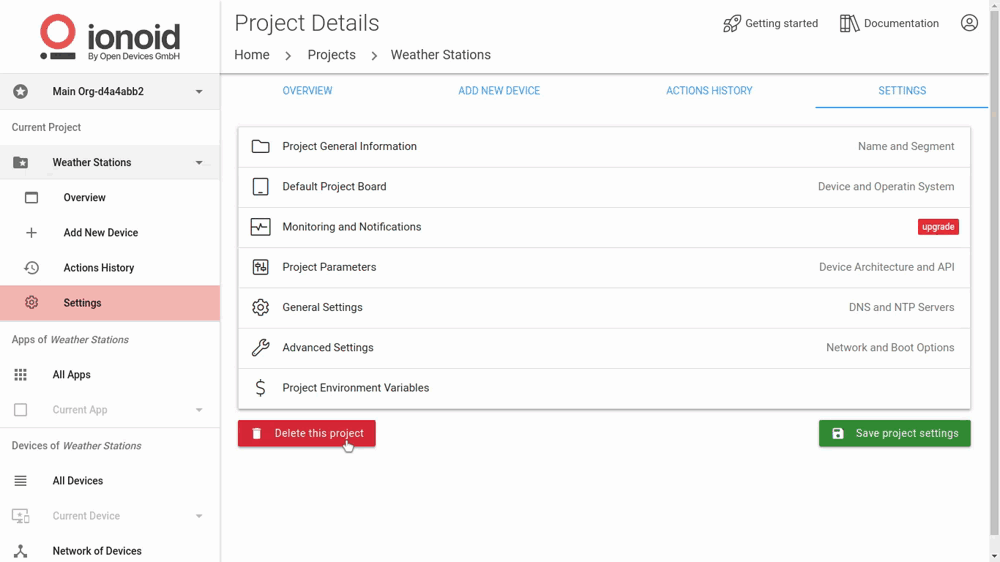 ionoid
By Open Devices GmbH
Main Org-d4a4abb2
Current Project
Weather Stations
Overview
Add New Device
Actions History
Settings
Apps of Weather Stations
All Apps
Current App
Devices of Weather Stations
All Devices
Current Device
Network of Devices
Project Details
Getting started
Documentation
Home > Projects > Weather Stations
OVERVIEW
ADD NEW DEVICE
ACTIONS HISTORY
SETTINGS
Project General Information
Name and Segment
Default Project Board
Device and Operatin System
Monitoring and Notifications
upgrade
Project Parameters
Device Architecture and API
General Settings
DNS and NTP Servers
Advanced Settings
Network and Boot Options
Project Environment Variables
Delete this project
Save project settings